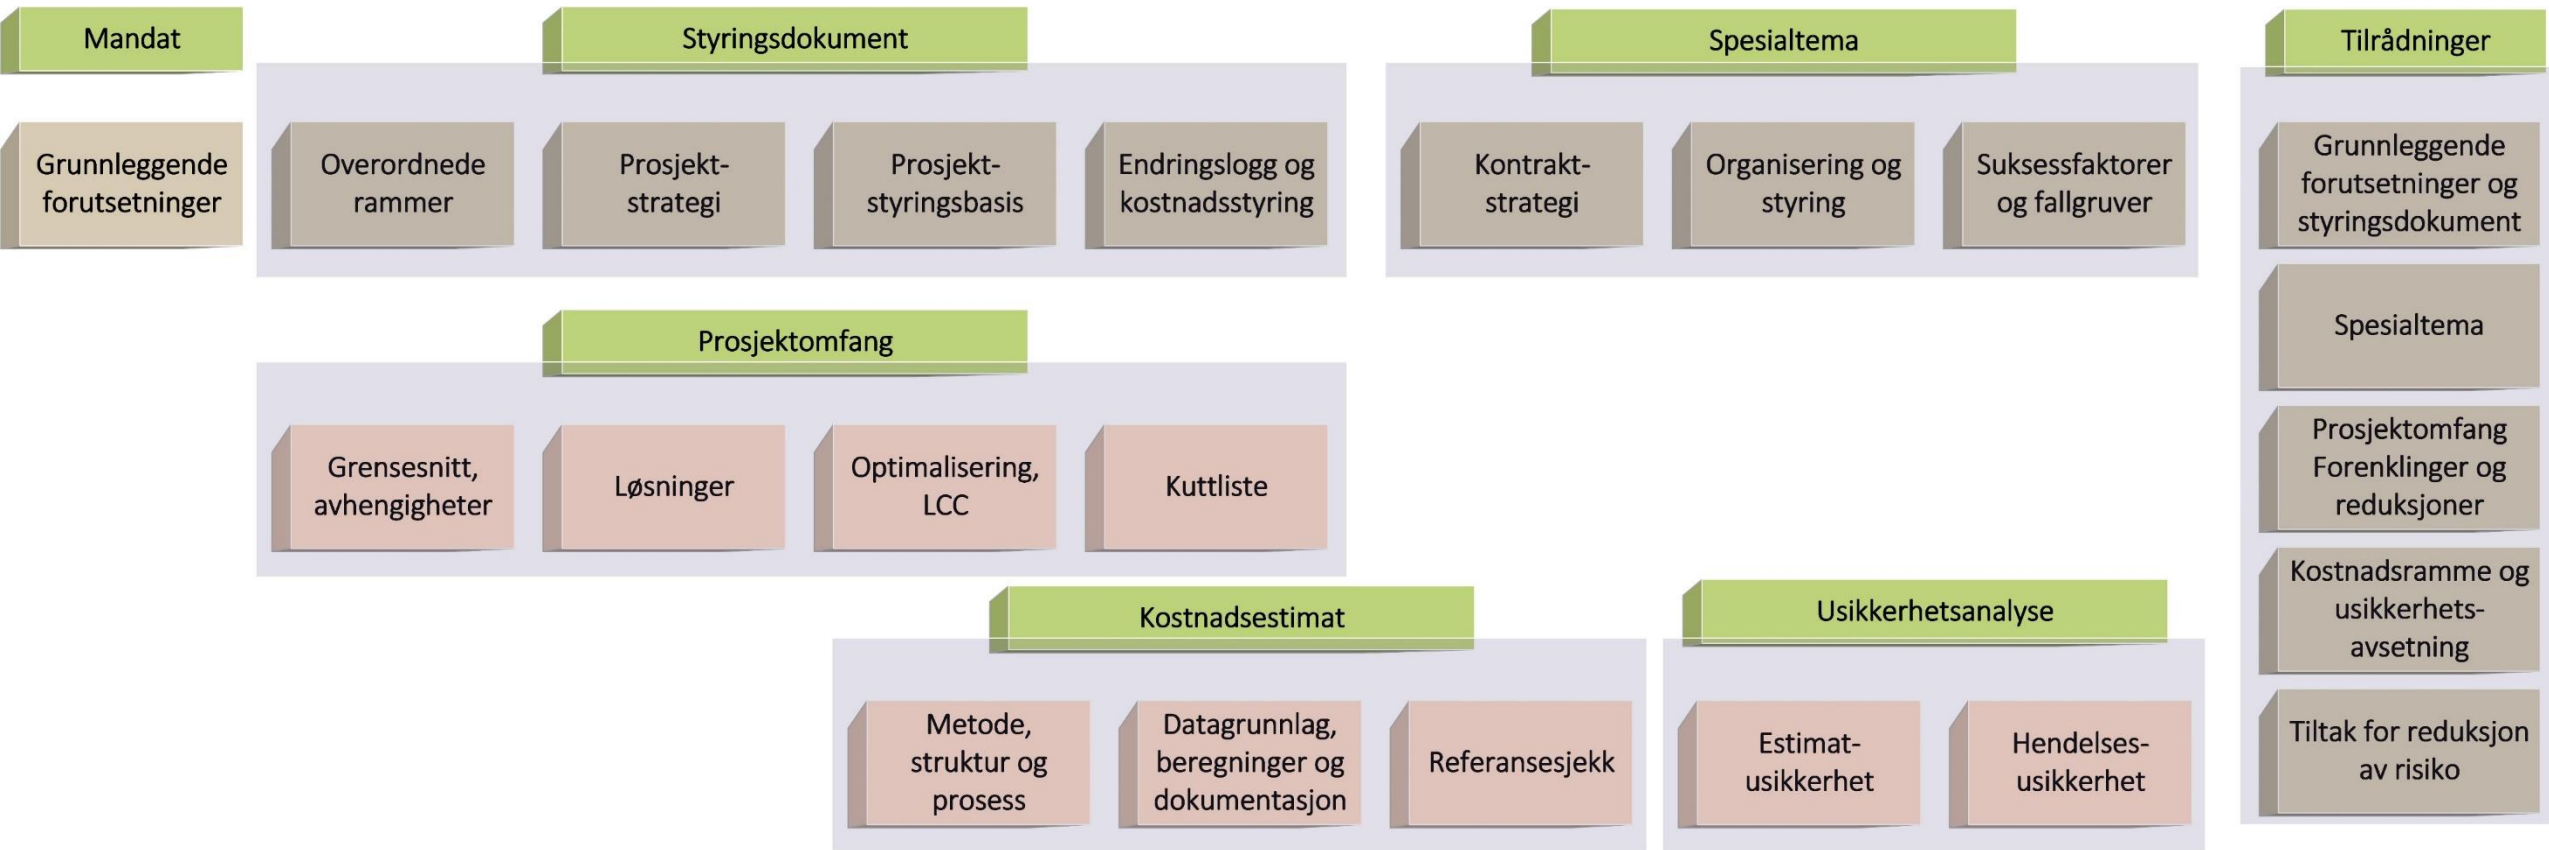 Mandat
Grunnleggende
forutsetninger
Styringsdokument
Overordnede
rammer
Prosjekt-
strategi
Prosjekt-
styringsbasis
Endringslogg og
kostnadsstyring
Spesialtema
Kontrakt-
strategi
Organisering og
styring
Suksessfaktorer
og fallgruver
Prosjektomfang
Grensesnitt,
avhengigheter
Løsninger
Optimalisering,
LCC
Kuttliste
Kostnadsestimat
Metode,
struktur og
prosess
Datagrunnlag,
beregninger og
dokumentasjon
Referansesjekk
Usikkerhetsanalyse
Estimat-
usikkerhet
Hendelses-
usikkerhet
Tilrådninger
Grunnleggende
forutsetninger og
styringsdokument
Spesialtema
Prosjektomfang
Forenklinger og
reduksjoner
Kostnadsramme og
usikkerhets-
avsetning
Tiltak for reduksjon
av risiko